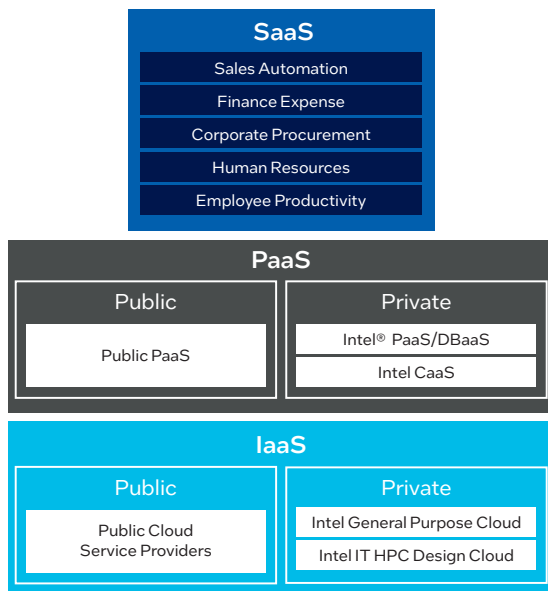 SaaS
Sales Automation
Finance Expense
Corporate Procurement
Human Resources
Employee Productivity
PaaS
Public
Public PaaS
Private
Intel® PaaS/DBaaS
Intel CaaS
IaaS
Public
Public Cloud
Service Providers
Private
Intel General Purpose Cloud
Intel IT HPC Design Cloud